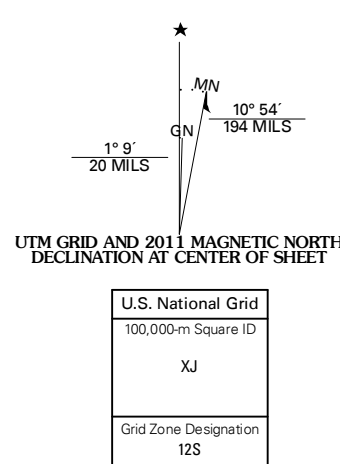 ★
MN
10° 54´
194 MILS
GN
1° 9´
20 MILS
UTM GRID AND 2011 MAGNETIC NORTH
DECLINATION AT CENTER OF SHEET
U.S. National Grid
100,000-m Square ID
XJ
Grid Zone Designation
12S